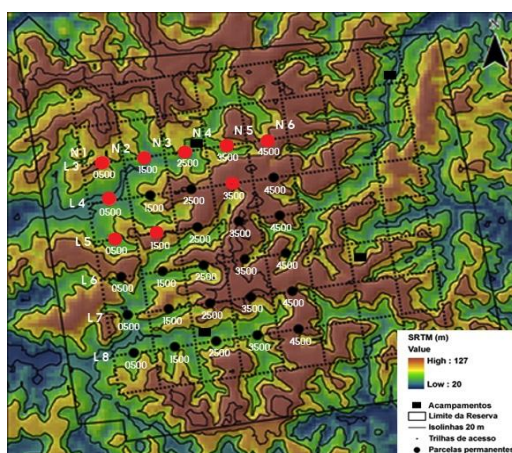 N 1 N 2 N 3 N 4 N 5 N 6
L 3 0500 1500 2500 3500 4500
L 4 0500 1500 2500 3500 4500
L 5 0500 1500 2500 3500 4500
L 6 0500 1500 2500 3500 4500
L 7 0500 1500 2500 3500 4500
L 8 0500 1500 2500 3500 4500
SRTM (m)
Value
High : 127
Low : 20
Acampamentos
Limite da Reserva
Isolinhas 20 m
Trilhas de acesso
Parcelas permanentes